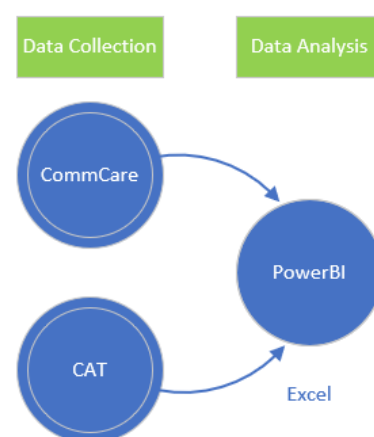 Data Collection
Data Analysis
CommCare
PowerBI
CAT
Excel